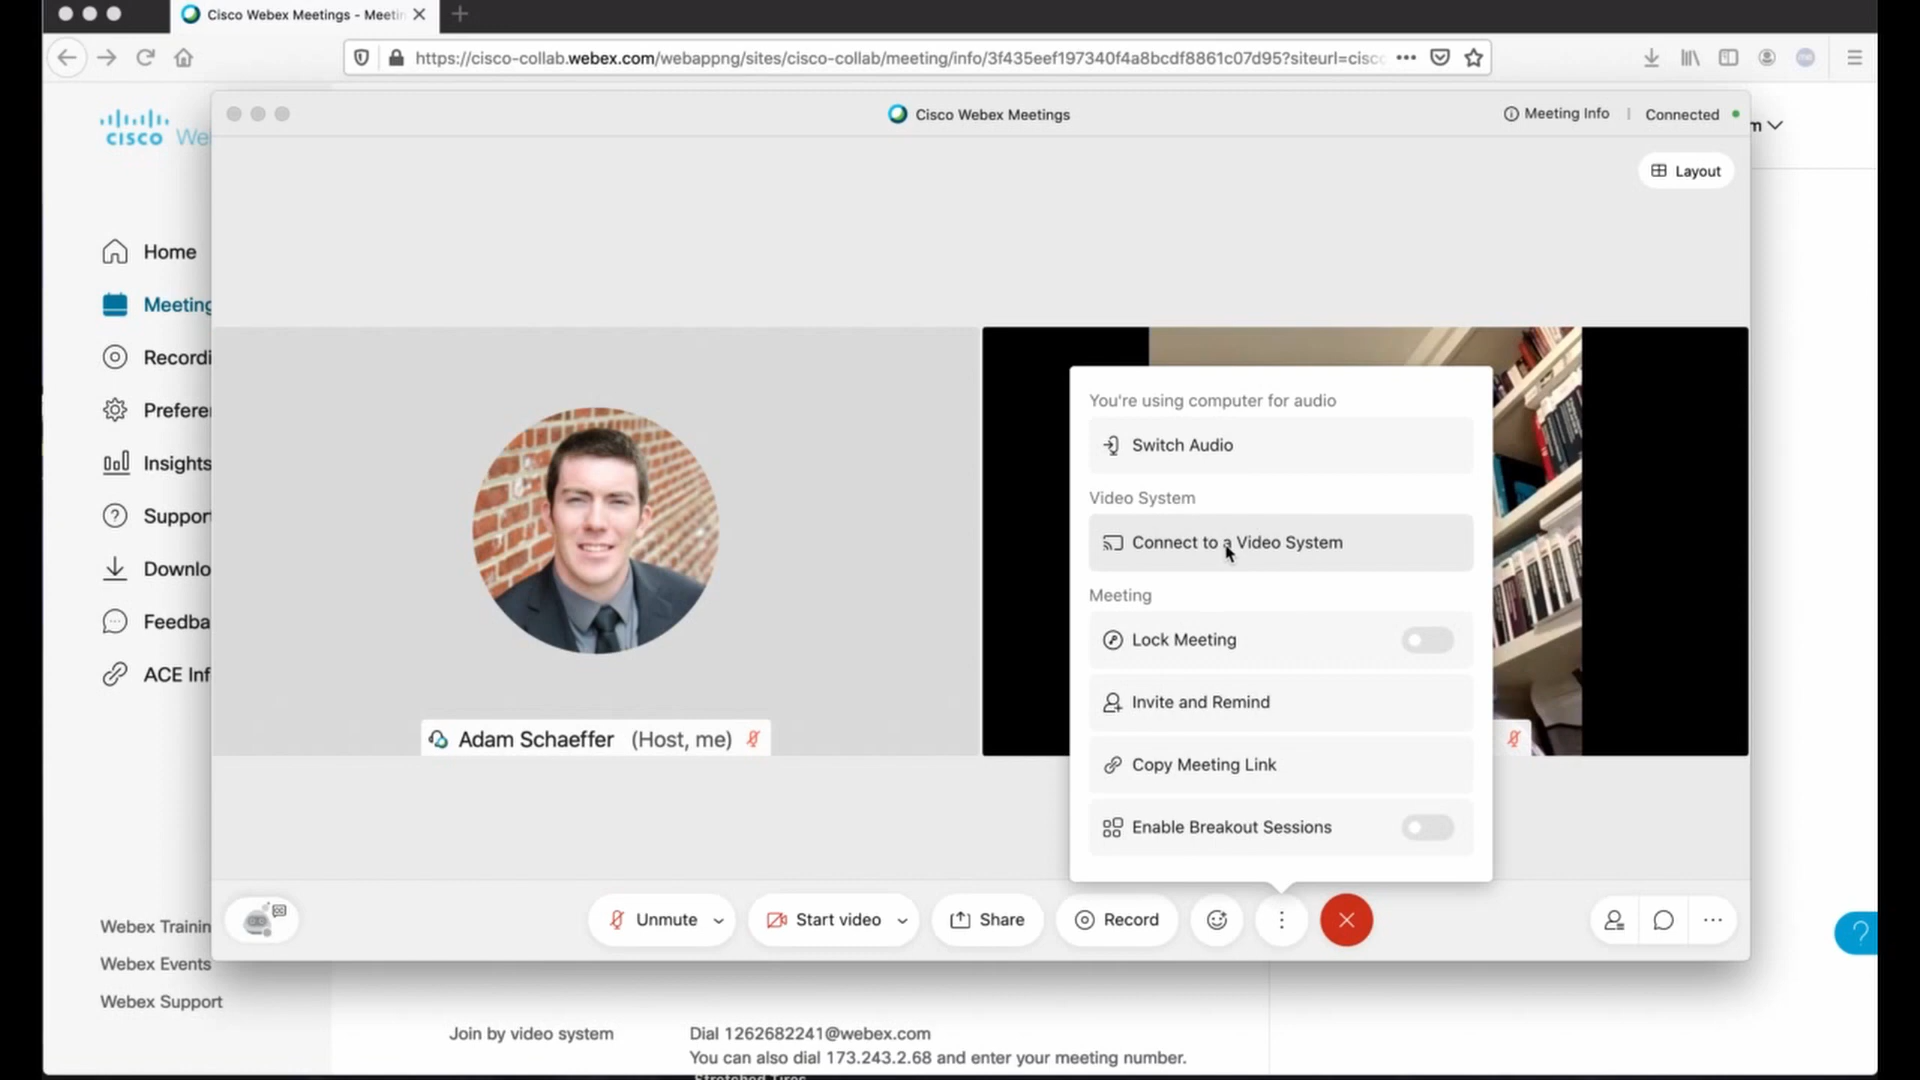 Cisco Webex Meetings - Meetin
https://cisco-collab.webex.com/webappng/sites/cisco-collab/meeting/info/3f435eef197340f4a8bcdf8861c07d95?siteurl=cisco
CISCO We
Cisco Webex Meetings
Meeting Info
Connected
m
Layout
Home
Meeting
Recordi
Preferen
Insights
Support
Downlo
Feedba
ACE Inf
You're using computer for audio
Switch Audio
Video System
Connect to a Video System
Meeting
Lock Meeting
Invite and Remind
Copy Meeting Link
Enable Breakout Sessions
Adam Schaeffer (Host, me)
Unmute
Start video
Share
Record
Webex Trainin
Webex Events
Webex Support
Join by video system
Dial 1262682241@webex.com
You can also dial 173.243.2.68 and enter your meeting number.